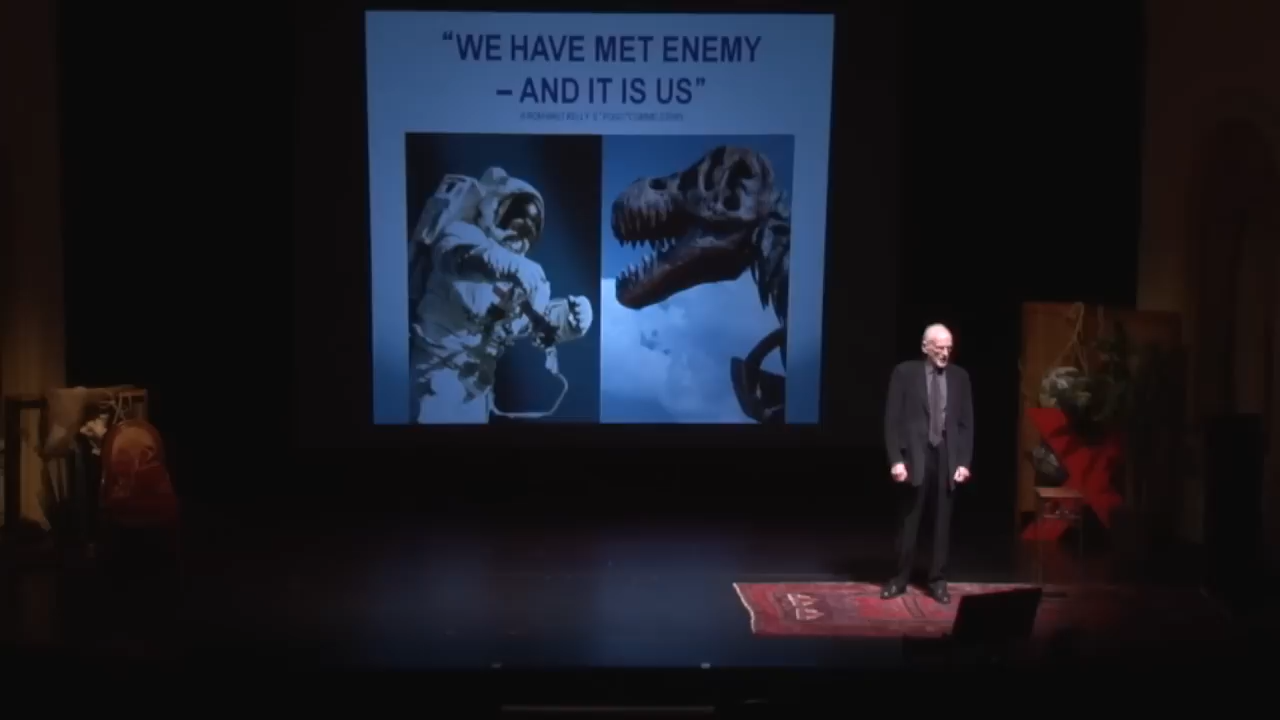 “WE HAVE MET ENEMY
– AND IT IS US”